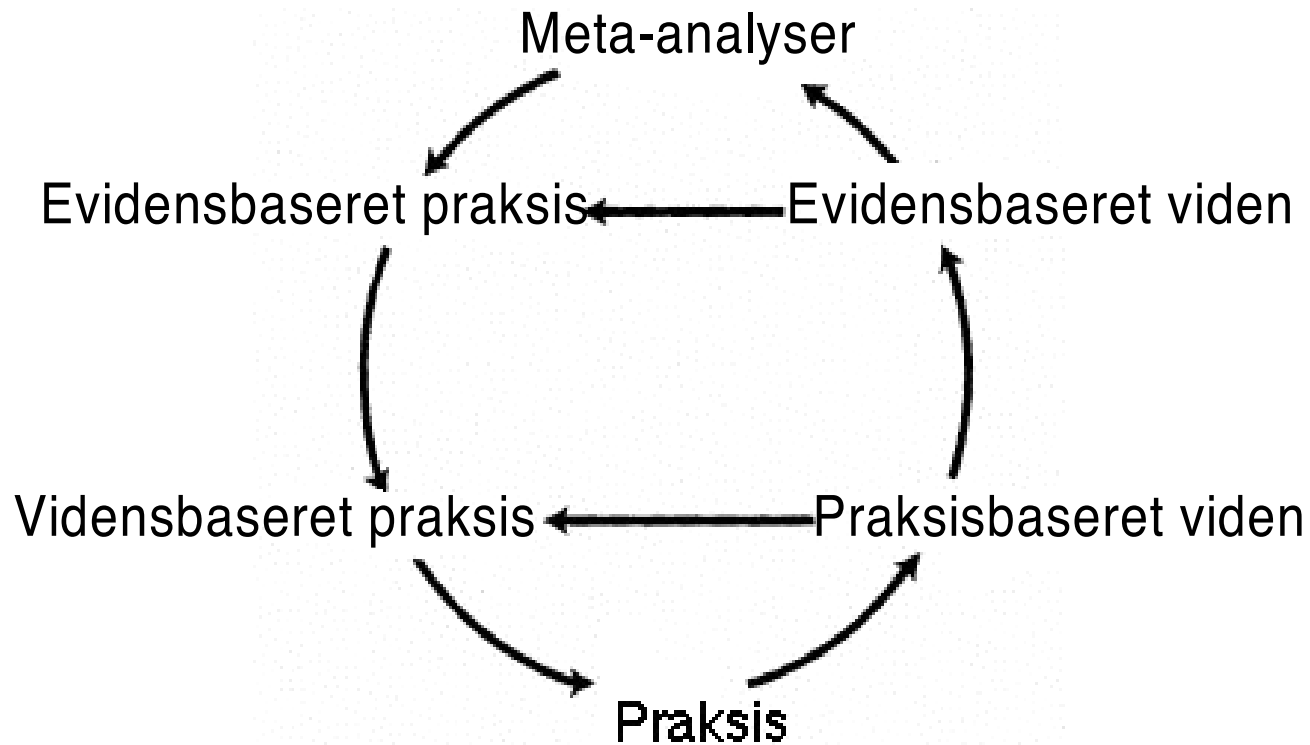 Meta-analyser
Evidensbaseret praksis
Evidensbaseret viden
Vidensbaseret praksis
Praksisbaseret viden
Praksis